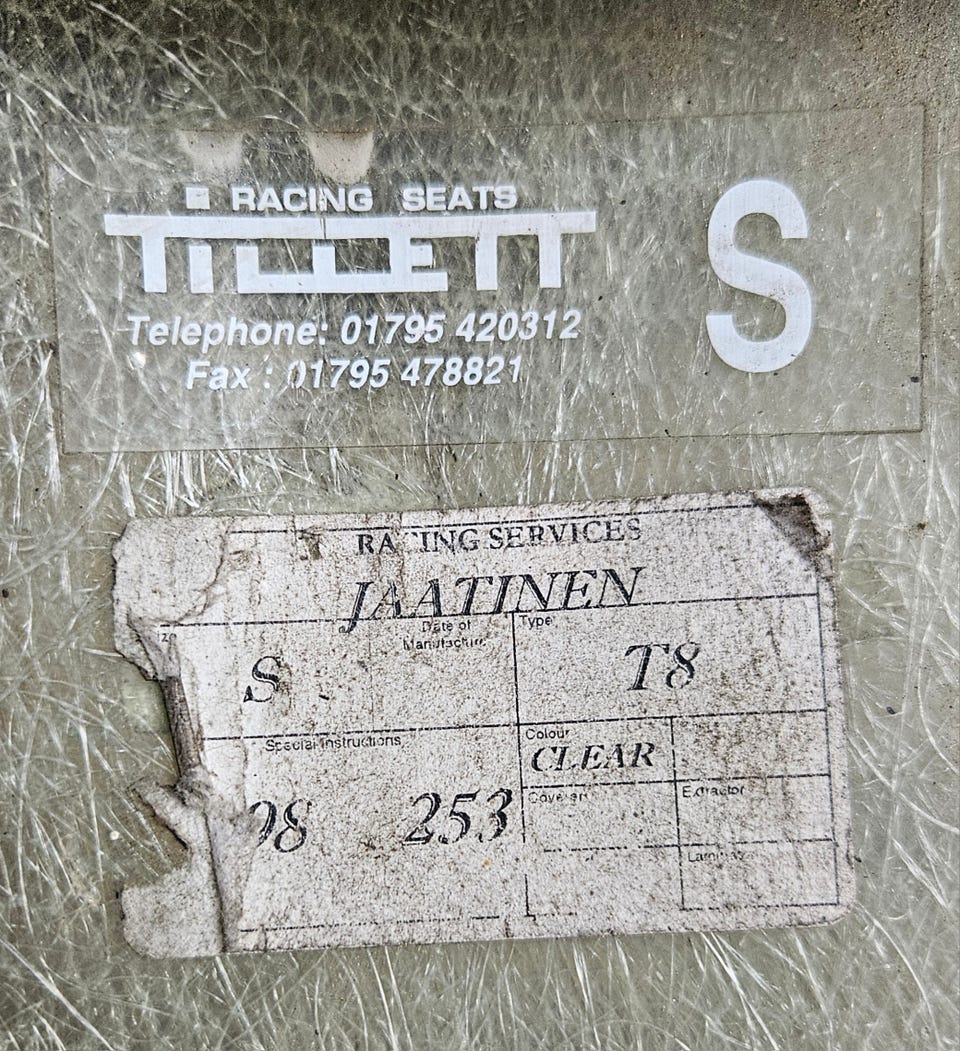 RACING SEATS
TILLETT
Telephone: 01795 420312
Fax : 01795 478821
S
RACING SERVICES
JAATINEN
Date of
Manufacture
Type
S
T8
Special Instructions
Colour
CLEAR
98 253
Covered
Extractor